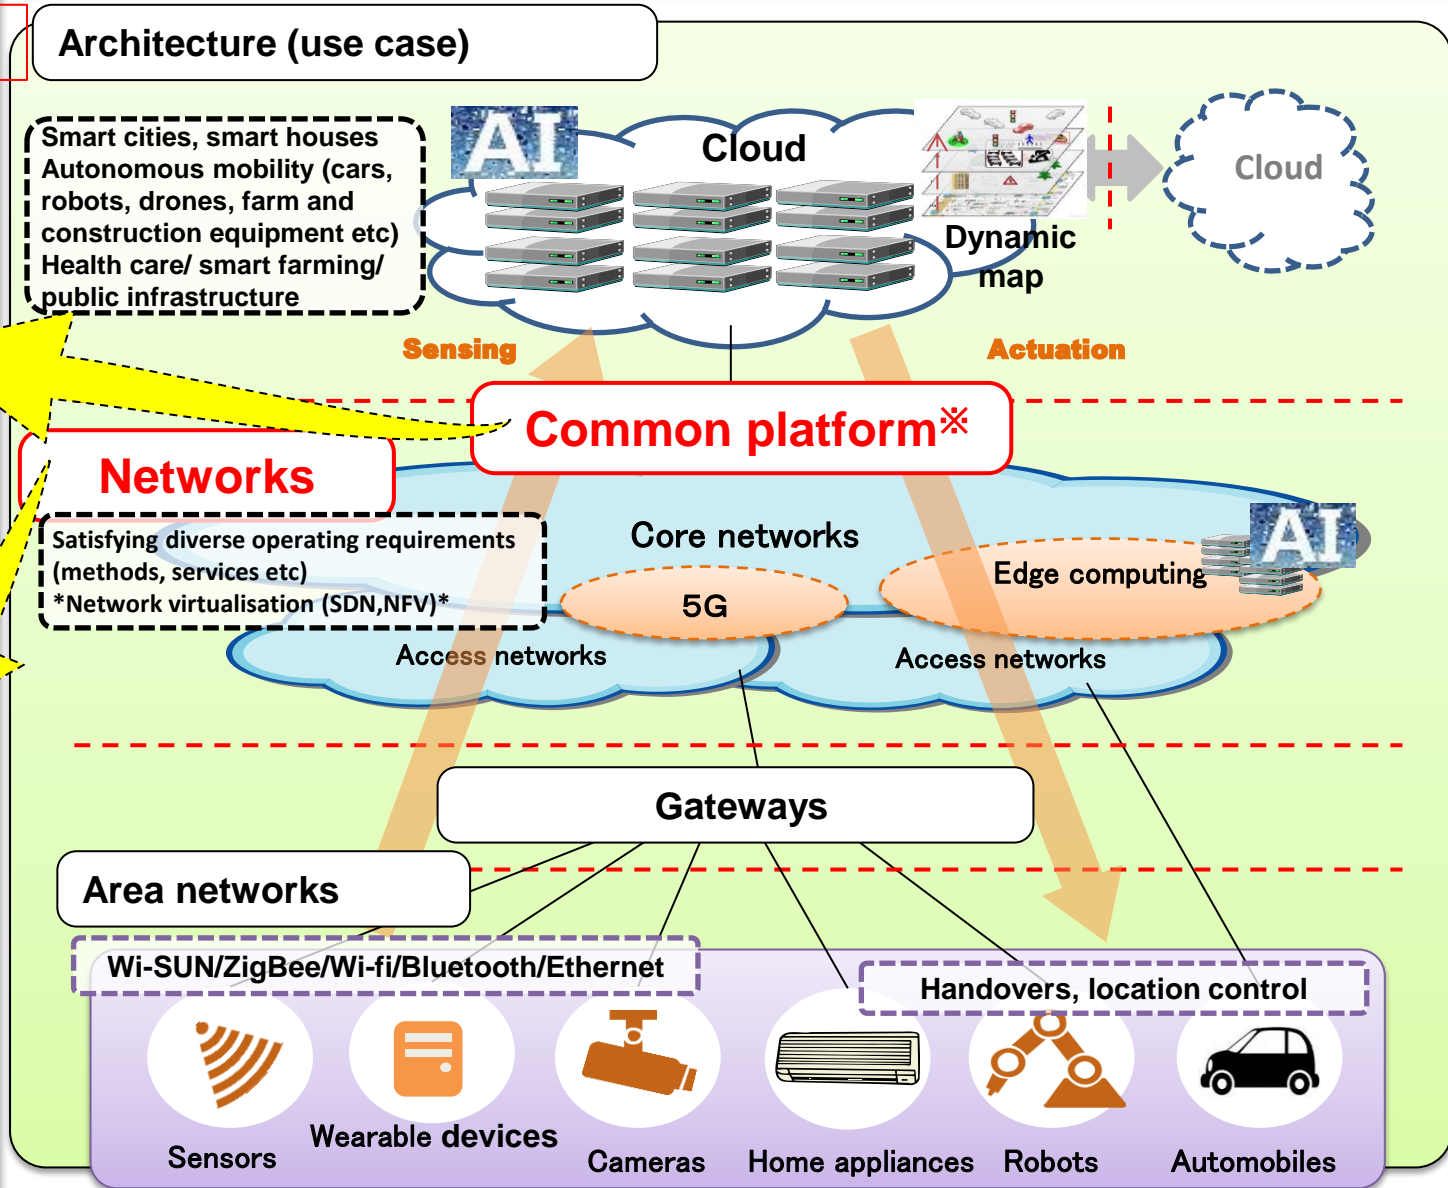 Architecture (use case)
Smart cities, smart houses
Autonomous mobility (cars,
robots, drones, farm and
construction equipment etc)
Health care/ smart farming/
public infrastructure
AI
Cloud
Dynamic
map
Cloud
Sensing
Actuation
Common platform※
Networks
Satisfying diverse operating requirements
(methods, services etc)
*Network virtualisation (SDN,NFV)*
Core networks
AI
Edge computing
5G
Access networks
Access networks
Gateways
Area networks
Wi-SUN/ZigBee/Wi-fi/Bluetooth/Ethernet
Handovers, location control
Sensors
Wearable devices
Cameras
Home appliances
Robots
Automobiles